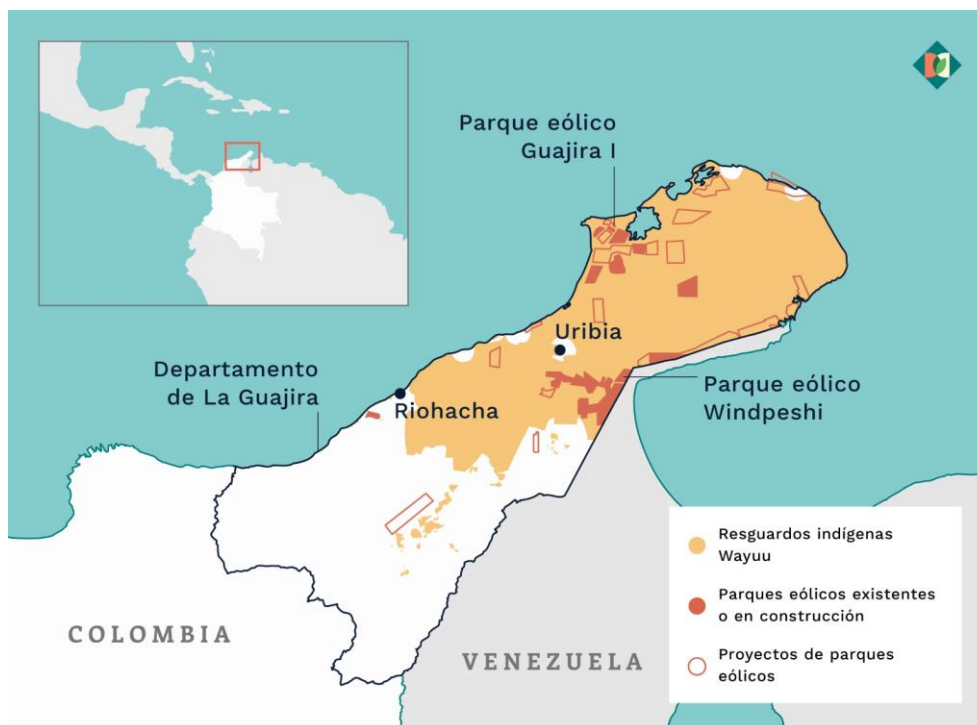 Parque eólico
Guajira I
Uribia
Departamento
de La Guajira
Riohacha
Parque eólico
Windpeshi
COLOMBIA
VENEZUELA
Resguardos indígenas
Wayuu
Parques eólicos existentes
o en construcción
Proyectos de parques
eólicos